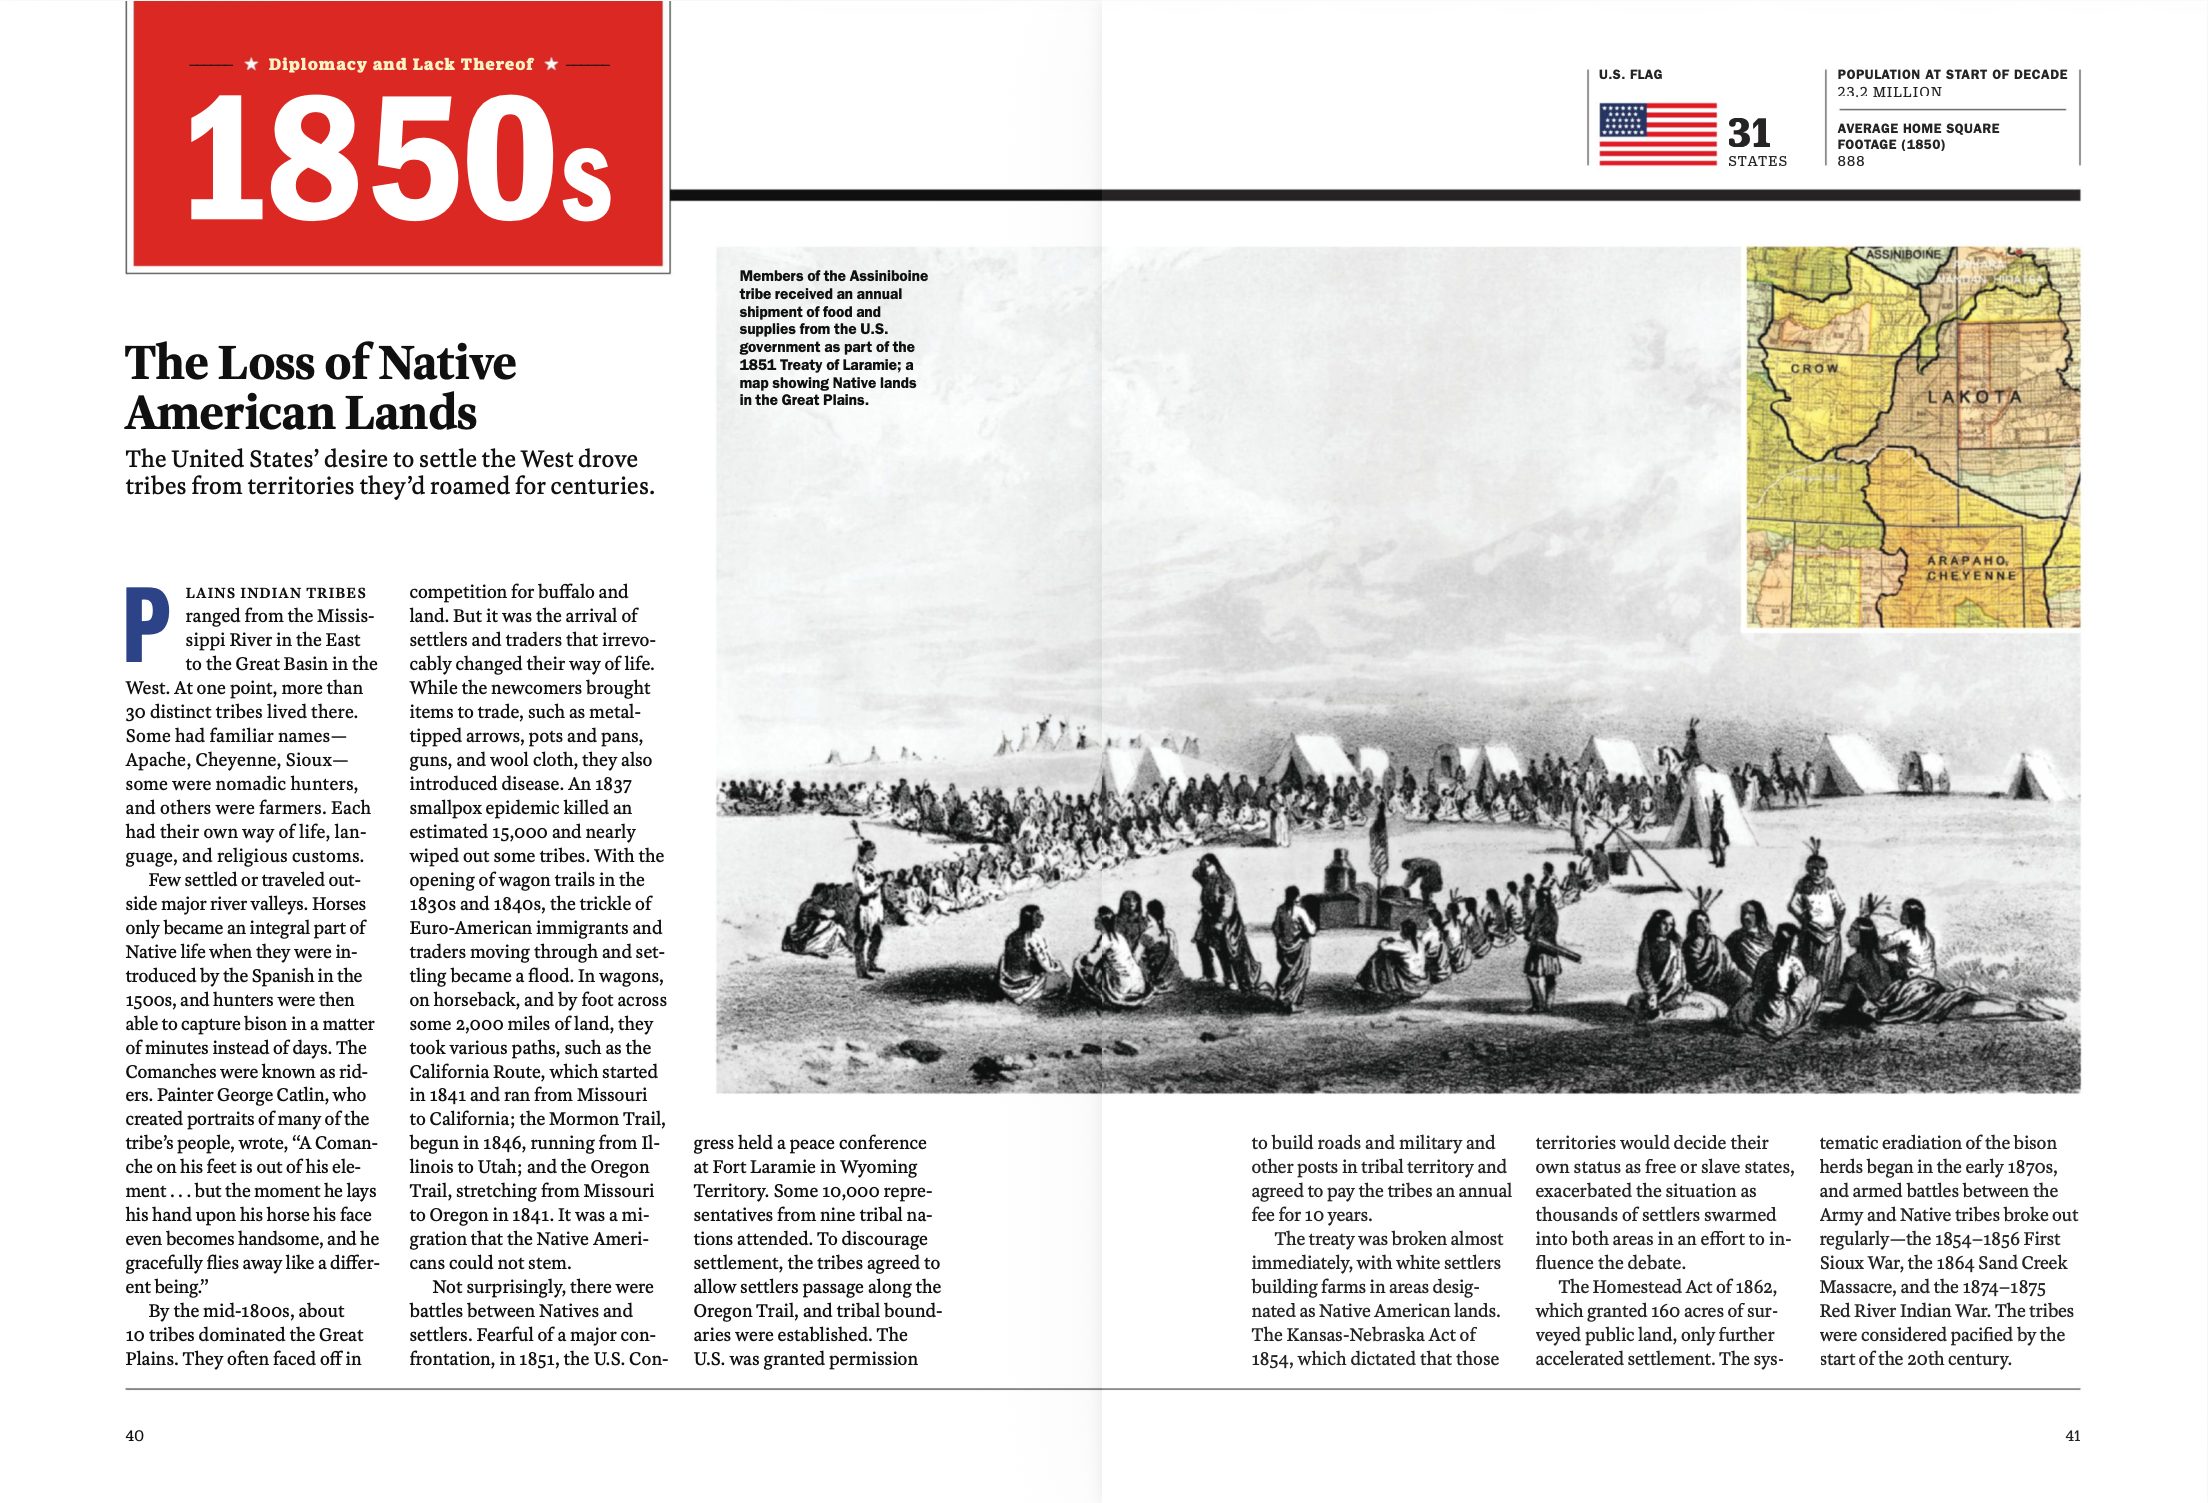 Diplomacy and Lack Thereof
1850s
U.S. FLAG
31
STATES
POPULATION AT START OF DECADE
23.2 MILLION
AVERAGE HOME SQUARE
FOOTAGE (1850)
888
The Loss of Native
American Lands
The United States’ desire to settle the West drove
tribes from territories they’d roamed for centuries.
Members of the Assiniboine
tribe received an annual
shipment of food and
supplies from the U.S.
government as part of the
1851 Treaty of Laramie; a
map showing Native lands
in the Great Plains.
ASSINIBOINE
CROW
LAKOTA
ARAPAHO,
CHEYENNE
PLAINS INDIAN TRIBES
ranged from the Missis-
sippi River in the East
to the Great Basin in the
West. At one point, more than
30 distinct tribes lived there.
Some had familiar names—
Apache, Cheyenne, Sioux—
some were nomadic hunters,
and others were farmers. Each
had their own way of life, lan-
guage, and religious customs.
Few settled or traveled out-
side major river valleys. Horses
only became an integral part of
Native life when they were in-
troduced by the Spanish in the
1500s, and hunters were then
able to capture bison in a matter
of minutes instead of days. The
Comanches were known as rid-
ers. Painter George Catlin, who
created portraits of many of the
tribe’s people, wrote, “A Coman-
che on his feet is out of his ele-
ment . . . but the moment he lays
his hand upon his horse his face
even becomes handsome, and he
gracefully flies away like a differ-
ent being.”
By the mid-1800s, about
10 tribes dominated the Great
Plains. They often faced off in
competition for buffalo and
land. But it was the arrival of
settlers and traders that irrevo-
cably changed their way of life.
While the newcomers brought
items to trade, such as metal-
tipped arrows, pots and pans,
guns, and wool cloth, they also
introduced disease. An 1837
smallpox epidemic killed an
estimated 15,000 and nearly
wiped out some tribes. With the
opening of wagon trails in the
1830s and 1840s, the trickle of
Euro-American immigrants and
traders moving through and set-
tling became a flood. In wagons,
on horseback, and by foot across
some 2,000 miles of land, they
took various paths, such as the
California Route, which started
in 1841 and ran from Missouri
to California; the Mormon Trail,
begun in 1846, running from Il-
linois to Utah; and the Oregon
Trail, stretching from Missouri
to Oregon in 1841. It was a mi-
gration that the Native Ameri-
cans could not stem.
Not surprisingly, there were
battles between Natives and
settlers. Fearful of a major con-
frontation, in 1851, the U.S. Con-
gress held a peace conference
at Fort Laramie in Wyoming
Territory. Some 10,000 repre-
sentatives from nine tribal na-
tions attended. To discourage
settlement, the tribes agreed to
allow settlers passage along the
Oregon Trail, and tribal bound-
aries were established. The
U.S. was granted permission
to build roads and military and
other posts in tribal territory and
agreed to pay the tribes an annual
fee for 10 years.
The treaty was broken almost
immediately, with white settlers
building farms in areas desig-
nated as Native American lands.
The Kansas-Nebraska Act of
1854, which dictated that those
territories would decide their
own status as free or slave states,
exacerbated the situation as
thousands of settlers swarmed
into both areas in an effort to in-
fluence the debate.
The Homestead Act of 1862,
which granted 160 acres of sur-
veyed public land, only further
accelerated settlement. The sys-
tematic eradiation of the bison
herds began in the early 1870s,
and armed battles between the
Army and Native tribes broke out
regularly—the 1854–1856 First
Sioux War, the 1864 Sand Creek
Massacre, and the 1874–1875
Red River Indian War. The tribes
were considered pacified by the
start of the 20th century.
40
41